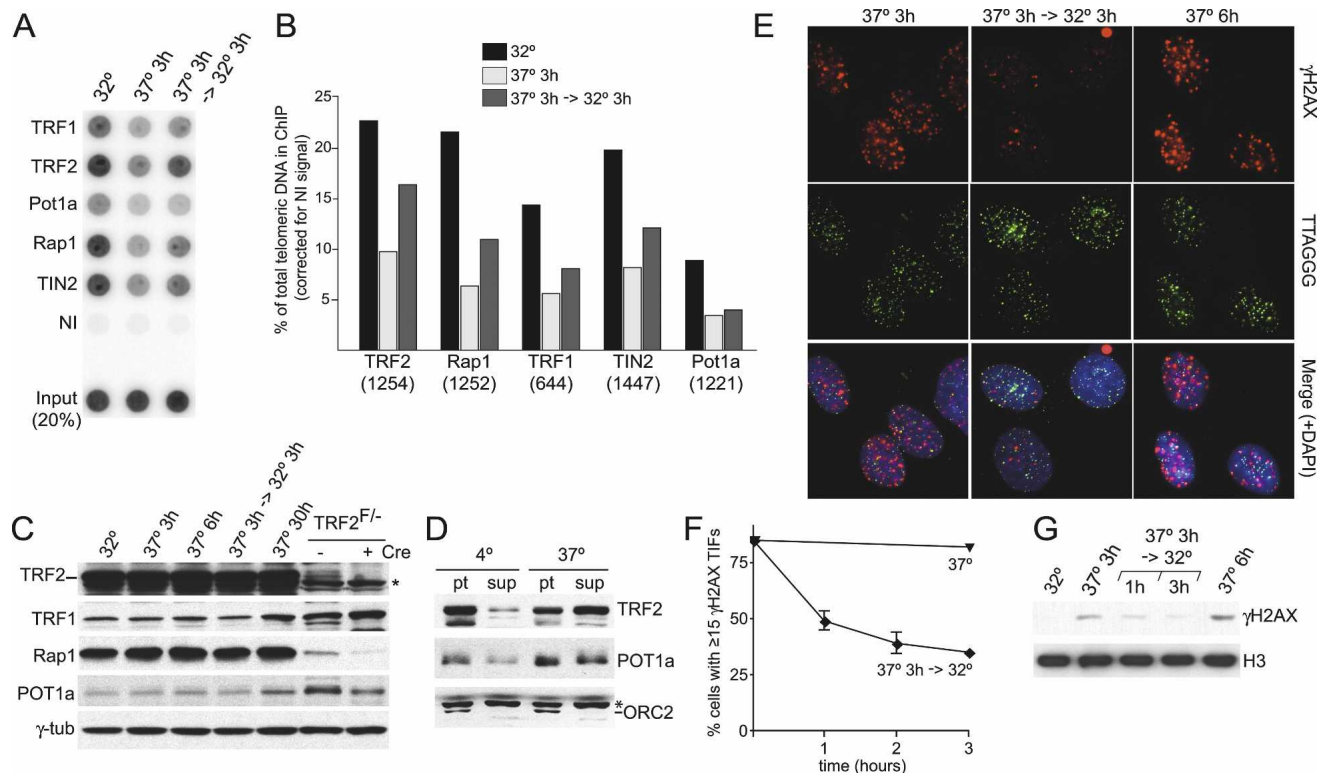 A
32º
37º 3h
37º 3h
-> 32º 3h
TRF1
TRF2
Pot1a
Rap1
TIN2
NI
Input
(20%)
B
32º
37º 3h
37º 3h -> 32º 3h
% of total telomeric DNA in ChIP
(corrected for NI signal)
25
20
15
10
5
TRF2
(1254)
Rap1
(1252)
TRF1
(644)
TIN2
(1447)
Pot1a
(1221)
C
32º
37º 3h
37º 6h
37º 3h -> 32º 3h
37º 30h
TRF2F/-
- + Cre
TRF2
*
TRF1
Rap1
POT1a
γ-tub
D
4º 37º
pt sup pt sup
TRF2
POT1a
*
ORC2
E
37º 3h
37º 3h -> 32º 3h
37º 6h
γH2AX
TTAGGG
Merge (+DAPI)
F
% cells with ≥15 γH2AX TIFs
75
50
25
0
37º
37º 3h -> 32º
1 2 3
time (hours)
G
32º
37º 3h
37º 3h
-> 32º
1h 3h
37º 6h
γH2AX
H3